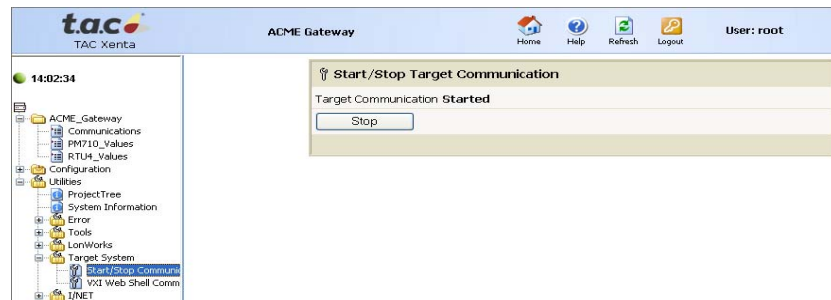 t.a.c
TAC Xenta
ACME Gateway
Home
Help
Refresh
Logout
User: root
14:02:34
ACME_Gateway
Communications
PM710_Values
RTU4_Values
Configuration
Utilities
ProjectTree
System Information
Error
Tools
LonWorks
Target System
Start/Stop Communic
VXI Web Shell Comm
I/NET
Start/Stop Target Communication
Target Communication Started
Stop